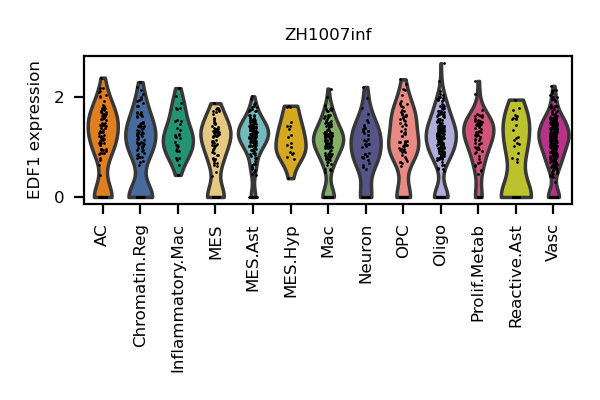 ZH1007inf
EDF1 expression
2
0
AC
Chromatin.Reg
Inflammatory.Mac
MES
MES.Ast
MES.Hyp
Mac
Neuron
OPC
Oligo
Prolif.Metab
Reactive.Ast
Vasc